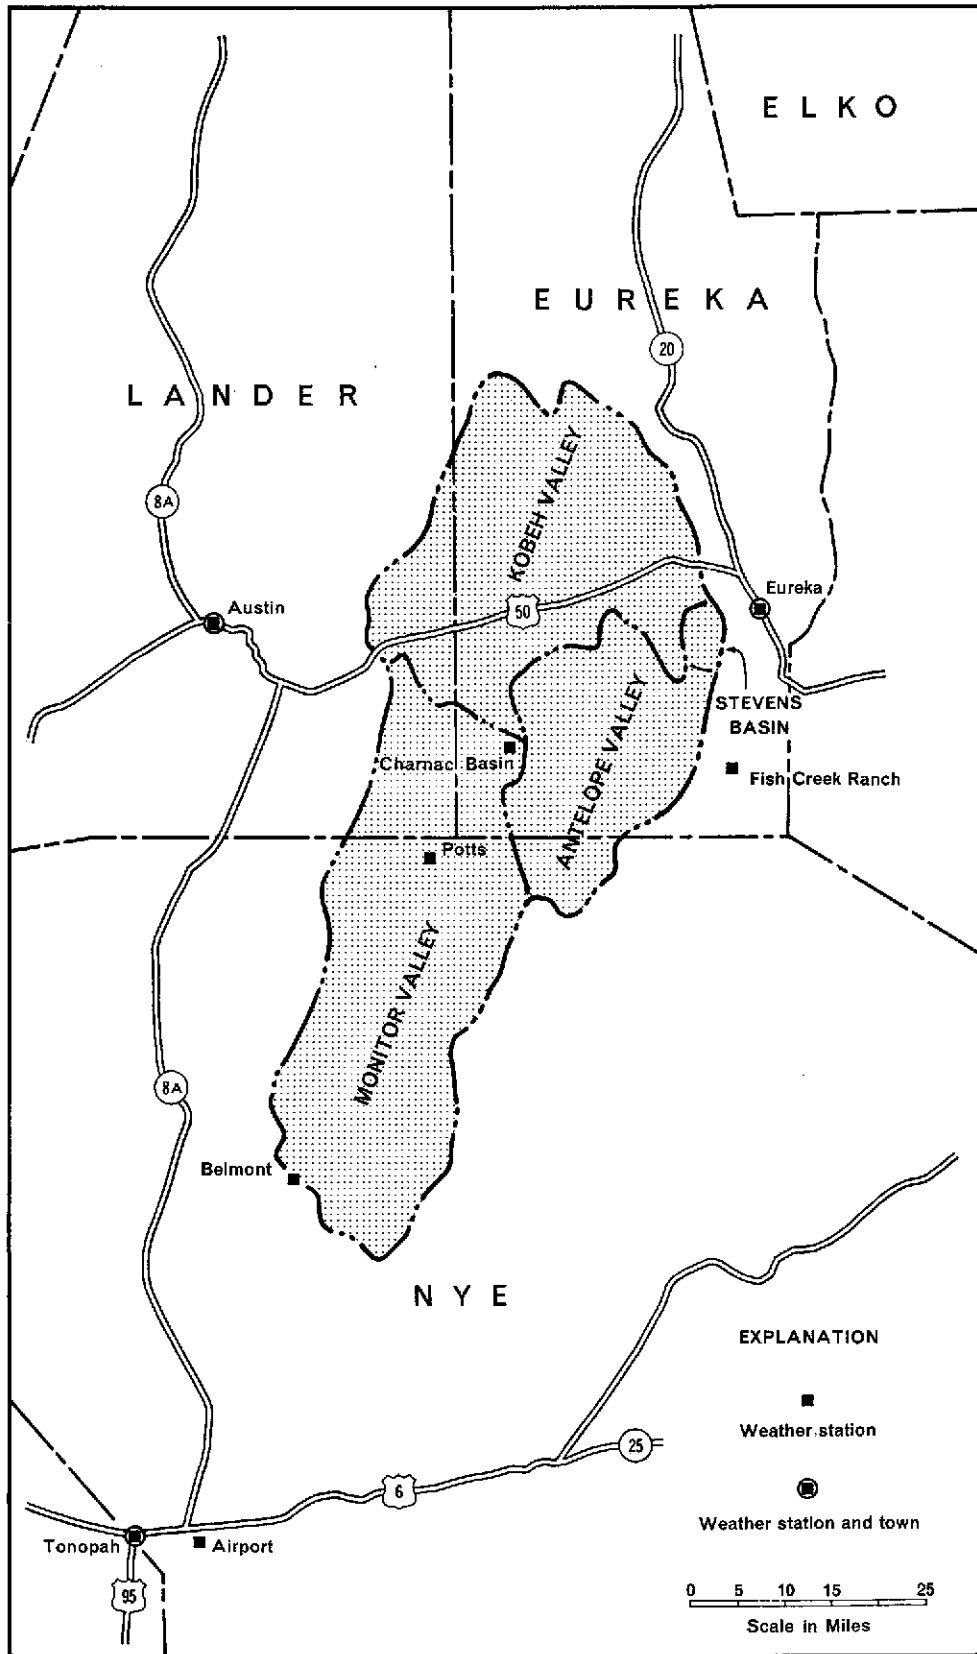 ELKO
EUREKA
20
LANDER
KOBEH VALLEY
8A
Eureka
Austin
50
STEVENS
BASIN
ANTELOPE VALLEY
Charnac Basin
Fish Creek Ranch
Potts
MONITOR VALLEY
8A
Belmont
NYE
EXPLANATION
Weather station
25
6
Weather station and town
Tonopah
Airport
95
0 5 10 15 25
Scale in Miles